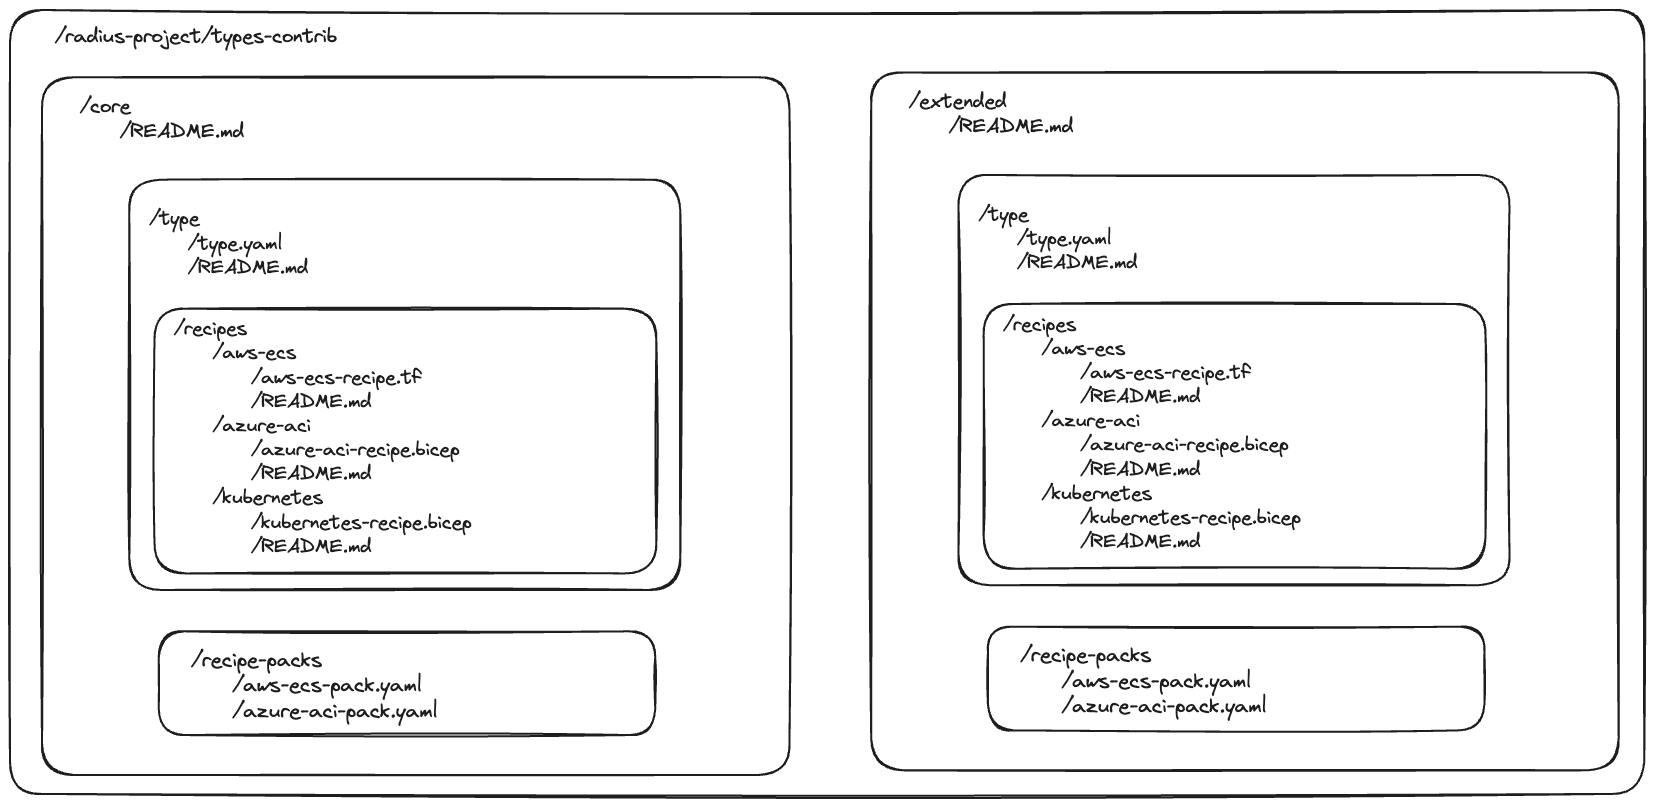 /radius-project/types-contrib
/core
/README.md
/type
/type.yaml
/README.md
/recipes
/aws-ecs
/aws-ecs-recipe.tf
/README.md
/azure-aci
/azure-aci-recipe.bicep
/README.md
/kubernetes
/kubernetes-recipe.bicep
/README.md
/recipe-packs
/aws-ecs-pack.yaml
/azure-aci-pack.yaml
/extended
/README.md
/type
/type.yaml
/README.md
/recipes
/aws-ecs
/aws-ecs-recipe.tf
/README.md
/azure-aci
/azure-aci-recipe.bicep
/README.md
/kubernetes
/kubernetes-recipe.bicep
/README.md
/recipe-packs
/aws-ecs-pack.yaml
/azure-aci-pack.yaml